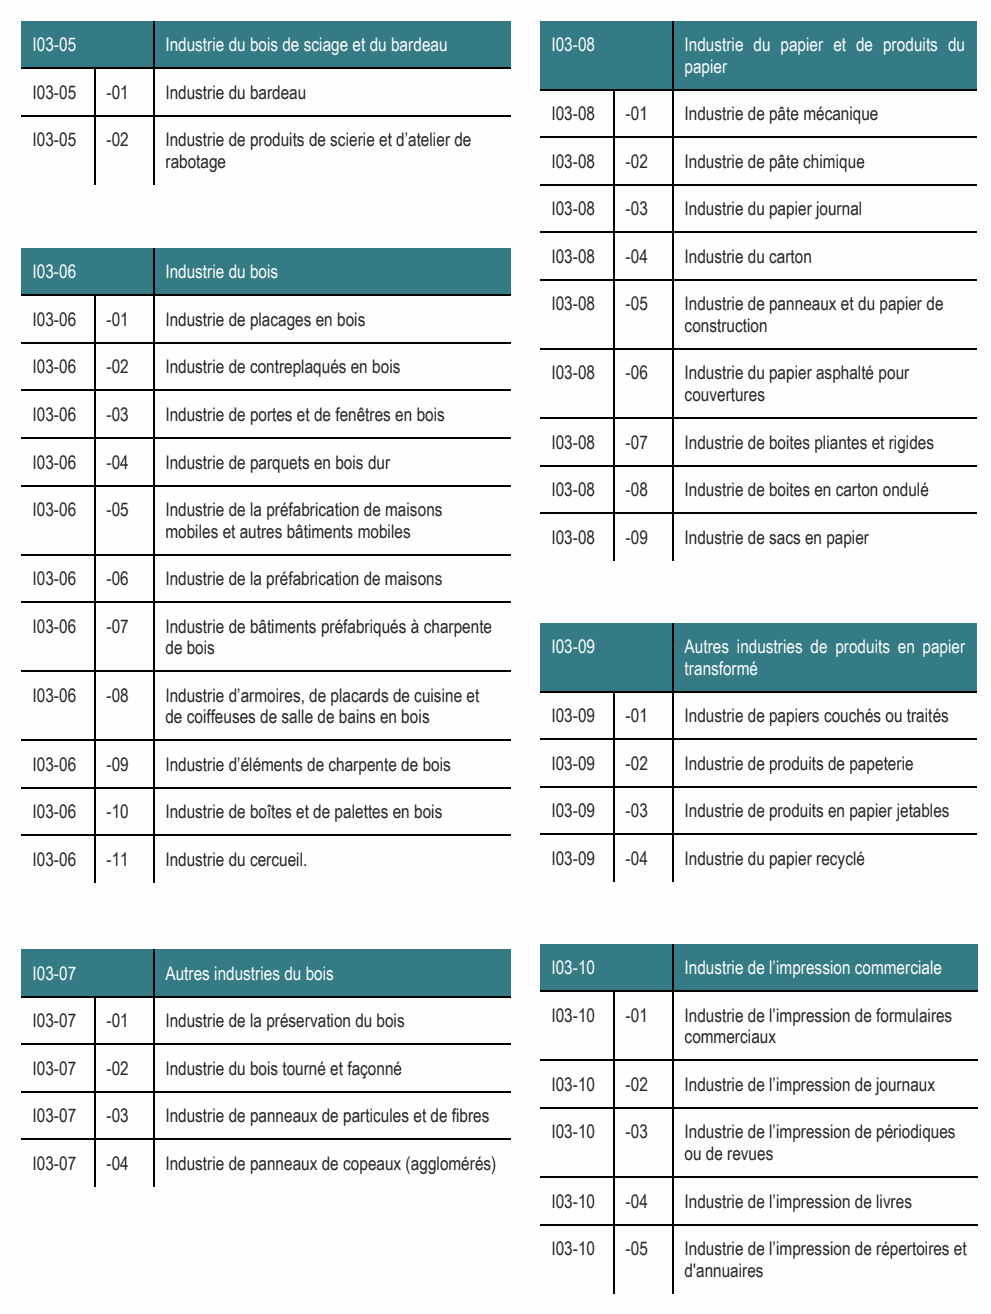 I03-05 Industrie du bois de sciage et du bardeau
I03-05 -01 Industrie du bardeau
I03-05 -02 Industrie de produits de scierie et d’atelier de
rabotage
I03-06 Industrie du bois
I03-06 -01 Industrie de placages en bois
I03-06 -02 Industrie de contreplaqués en bois
I03-06 -03 Industrie de portes et de fenêtres en bois
I03-06 -04 Industrie de parquets en bois dur
I03-06 -05 Industrie de la préfabrication de maisons
mobiles et autres bâtiments mobiles
I03-06 -06 Industrie de la préfabrication de maisons
I03-06 -07 Industrie de bâtiments préfabriqués à charpente
de bois
I03-06 -08 Industrie d’armoires, de placards de cuisine et
de coiffeuses de salle de bains en bois
I03-06 -09 Industrie d’éléments de charpente de bois
I03-06 -10 Industrie de boîtes et de palettes en bois
I03-06 -11 Industrie du cercueil.
I03-07 Autres industries du bois
I03-07 -01 Industrie de la préservation du bois
I03-07 -02 Industrie du bois tourné et façonné
I03-07 -03 Industrie de panneaux de particules et de fibres
I03-07 -04 Industrie de panneaux de copeaux (agglomérés)
I03-08 Industrie du papier et de produits du
papier
I03-08 -01 Industrie de pâte mécanique
I03-08 -02 Industrie de pâte chimique
I03-08 -03 Industrie du papier journal
I03-08 -04 Industrie du carton
I03-08 -05 Industrie de panneaux et du papier de
construction
I03-08 -06 Industrie du papier asphalté pour
couvertures
I03-08 -07 Industrie de boites pliantes et rigides
I03-08 -08 Industrie de boites en carton ondulé
I03-08 -09 Industrie de sacs en papier
I03-09 Autres industries de produits en papier
transformé
I03-09 -01 Industrie de papiers couchés ou traités
I03-09 -02 Industrie de produits de papeterie
I03-09 -03 Industrie de produits en papier jetables
I03-09 -04 Industrie du papier recyclé
I03-10 Industrie de l’impression commerciale
I03-10 -01 Industrie de l’impression de formulaires
commerciaux
I03-10 -02 Industrie de l’impression de journaux
I03-10 -03 Industrie de l’impression de périodiques
ou de revues
I03-10 -04 Industrie de l’impression de livres
I03-10 -05 Industrie de l’impression de répertoires et
d'annuaires